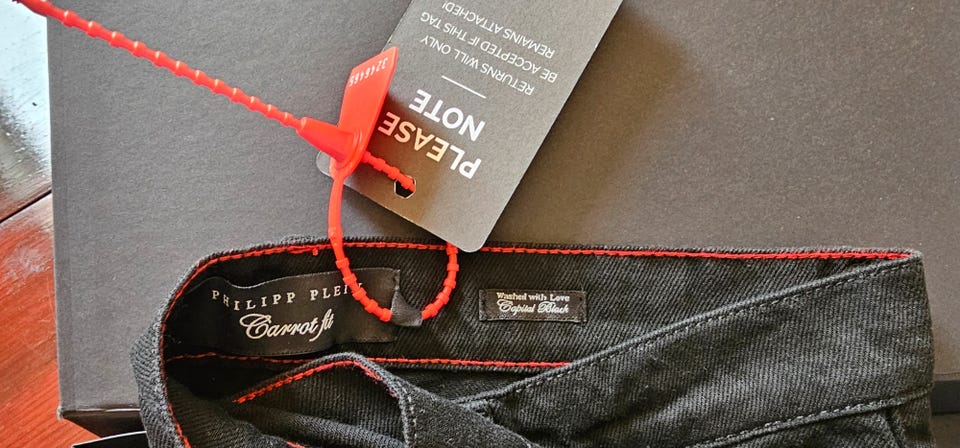 PLEASE
NOTE
RETURNS WILL ONLY
BE ACCEPTED IF THIS TAG
REMAINS ATTACHED!
PHILIPP PLEIN
Carrot fit
Washed with Love
Capital Black